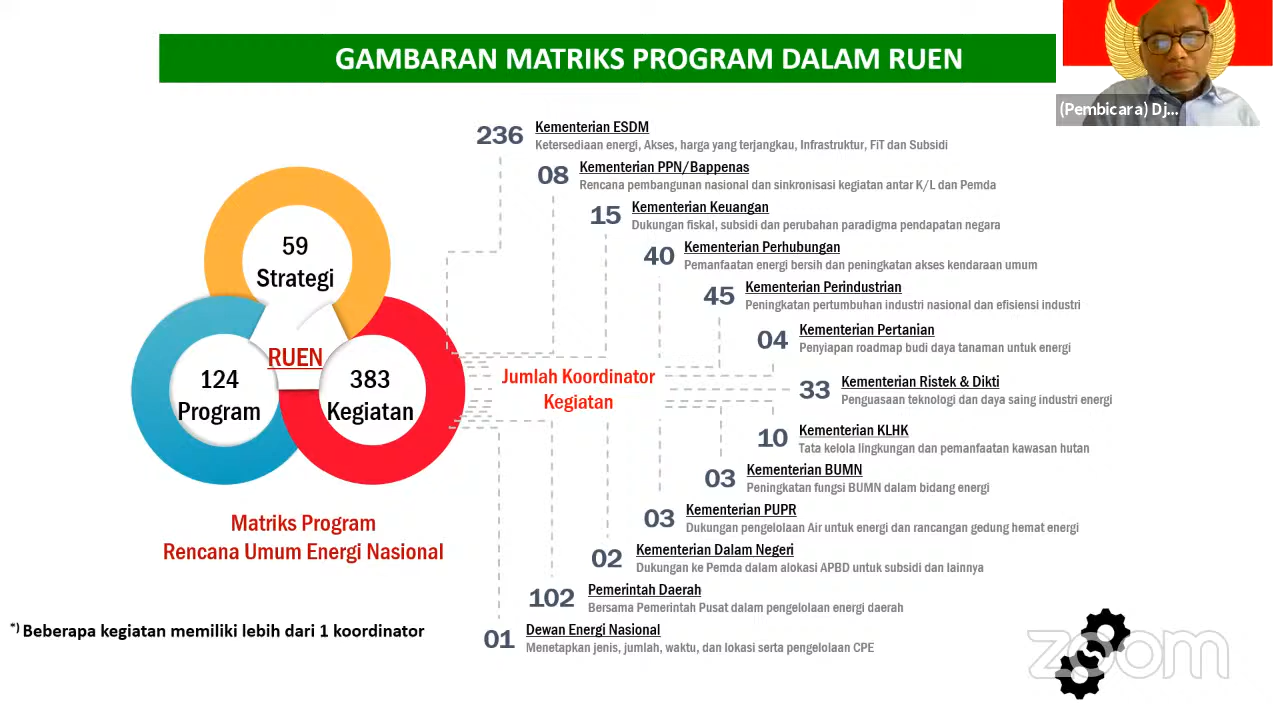 GAMBARAN MATRIKS PROGRAM DALAM RUEN
(Pembicara) Dj...
236
Kementerian ESDM
Ketersediaan energi, Akses, harga yang terjangkau, Infrastruktur, FiT dan Subsidi
08
Kementerian PPN/Bappenas
Rencana pembangunan nasional dan sinkronisasi kegiatan antar K/L dan Pemda
15
Kementerian Keuangan
Dukungan fiskal, subsidi dan perubahan paradigma pendapatan negara
40
Kementerian Perhubungan
Pemanfaatan energi bersih dan peningkatan akses kendaraan umum
45
Kementerian Perindustrian
Peningkatan pertumbuhan industri nasional dan efisiensi industri
04
Kementerian Pertanian
Penyiapan roadmap budi daya tanaman untuk energi
33
Kementerian Ristek & Dikti
Penguasaan teknologi dan daya saing industri energi
10
Kementerian KLHK
Tata kelola lingkungan dan pemanfaatan kawasan hutan
03
Kementerian BUMN
Peningkatan fungsi BUMN dalam bidang energi
03
Kementerian PUPR
Dukungan pengelolaan Air untuk energi dan rancangan gedung hemat energi
02
Kementerian Dalam Negeri
Dukungan ke Pemda dalam alokasi APBD untuk subsidi dan lainnya
102
Pemerintah Daerah
Bersama Pemerintah Pusat dalam pengelolaan energi daerah
01
Dewan Energi Nasional
Menetapkan jenis, jumlah, waktu, dan lokasi serta pengelolaan CPE
59
Strategi
RUEN
124
Program
383
Kegiatan
Jumlah Koordinator
Kegiatan
Matriks Program
Rencana Umum Energi Nasional
*) Beberapa kegiatan memiliki lebih dari 1 koordinator
zoom